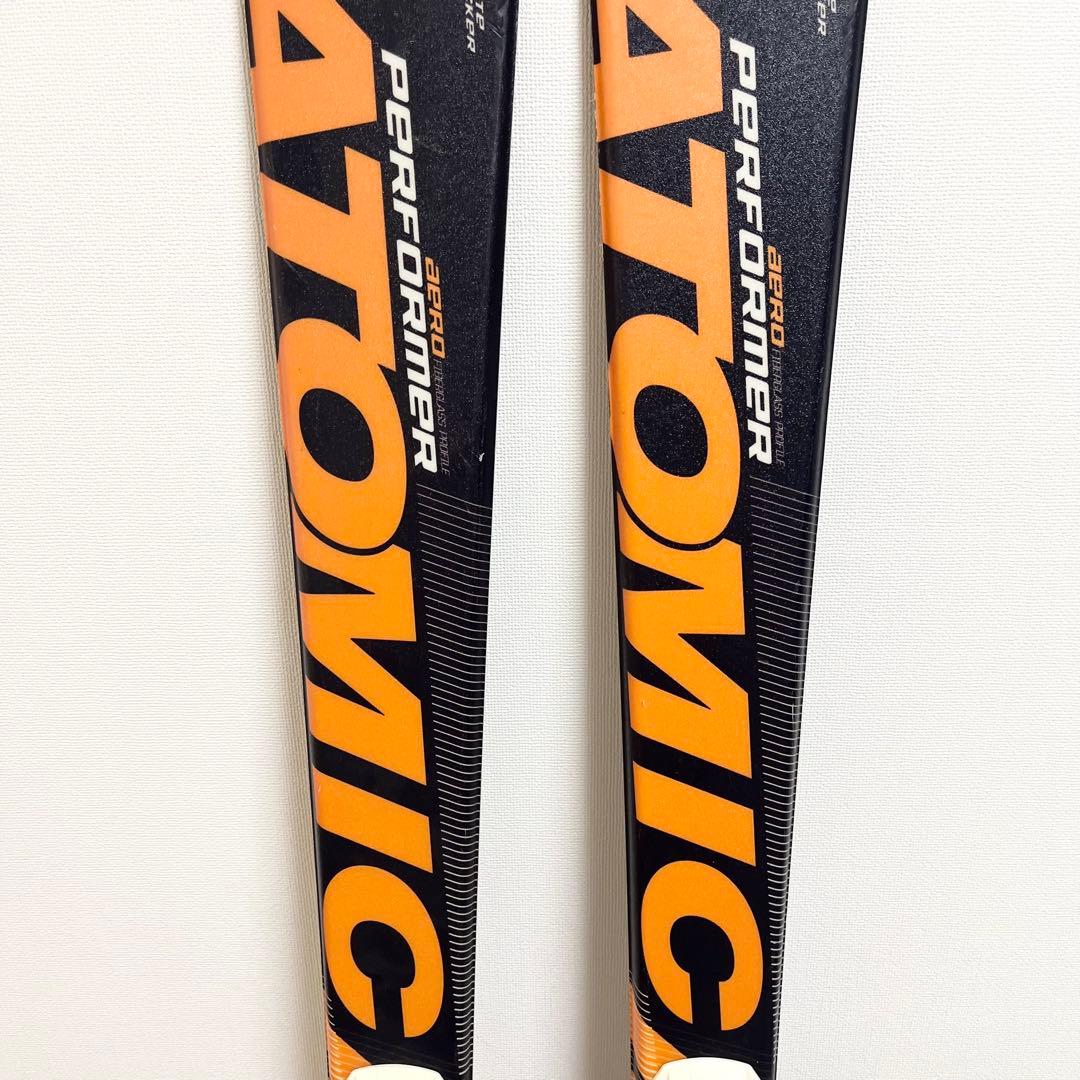 ATOMIC
PERFORMER
aero
FIBERGLASS PROFILE
ATOMIC
PERFORMER
aero
FIBERGLASS PROFILE